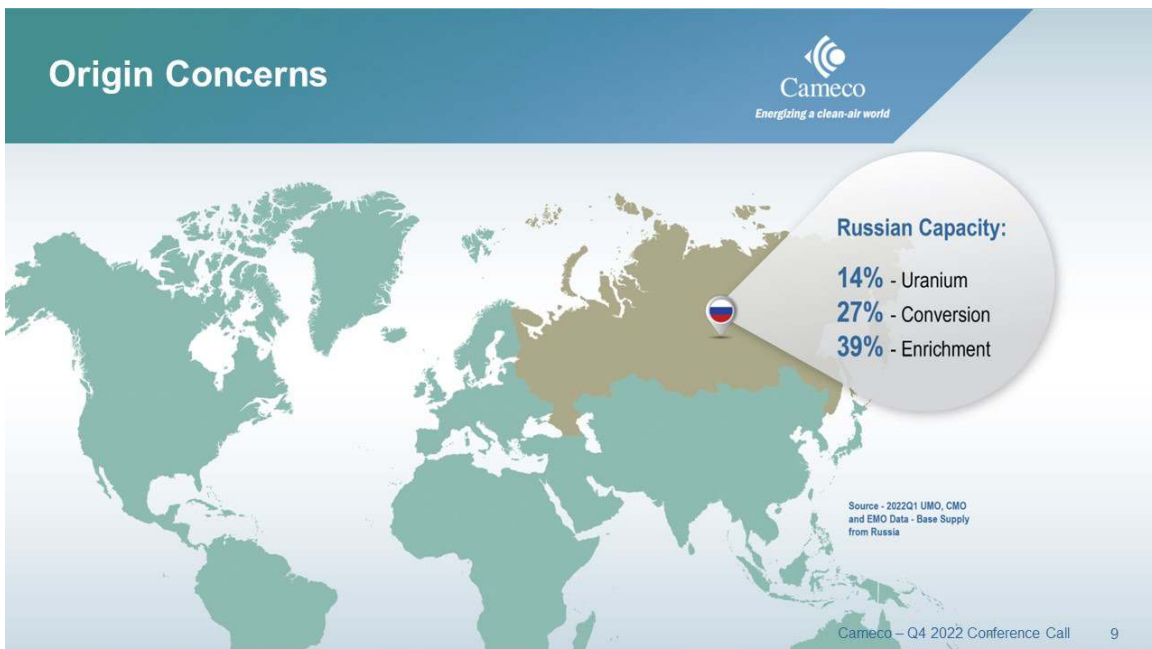 Origin Concerns
Cameco
Energizing a clean-air world
Russian Capacity:
14% - Uranium
27% - Conversion
39% - Enrichment
Source - 2022Q1 UMO, CMO
and EMO Data - Base Supply
from Russia
Cameco – Q4 2022 Conference Call 9